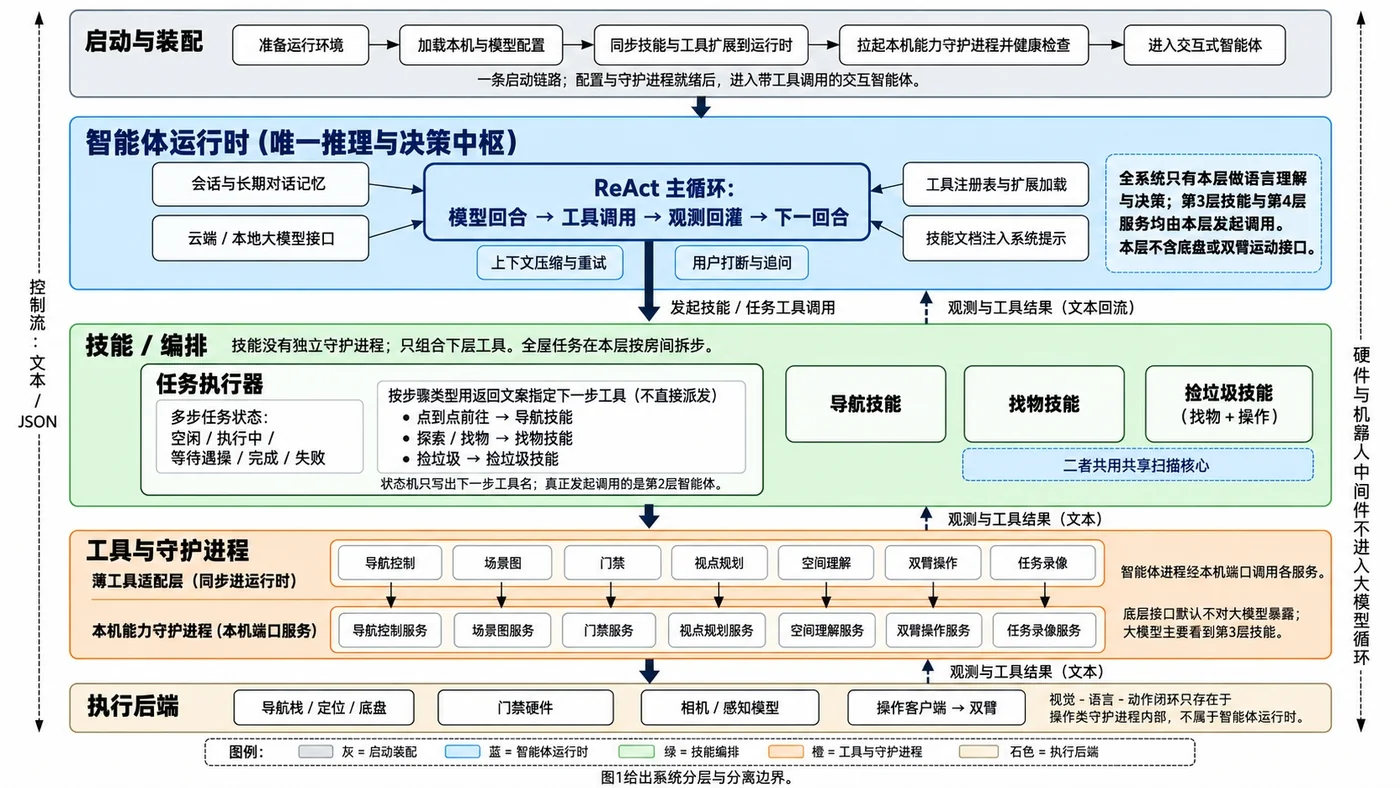 启动与装配
准备运行环境
加载本机与模型配置
同步技能与工具扩展到运行时
拉起本机能力守护进程并健康检查
进入交互式智能体
一条启动链路；配置与守护进程就绪后，进入带工具调用的交互智能体。
智能体运行时（唯一推理与决策中枢）
会话与长期对话记忆
云端 / 本地大模型接口
ReAct 主循环：
模型回合 → 工具调用 → 观测回灌 → 下一回合
上下文压缩与重试
用户打断与追问
工具注册表与扩展加载
技能文档注入系统提示
全系统只有本层做语言理解
与决策；第3层技能与第4层
服务均由本层发起调用。
本层不含底盘或双臂运动接口。
发起技能 / 任务工具调用
观测与工具结果（文本回流）
控制流：文本 /
JSON
硬件与机器人中间件不进入大模型循环
技能 / 编排
技能没有独立守护进程；只组合下层工具。全屋任务在本层按房间拆步。
任务执行器
多步任务状态：
空闲 / 执行中 /
等待遇操 / 完成 / 失败
按步骤类型用返回文案指定下一步工具（不直接派发）
• 点到点前往 → 导航技能
• 探索 / 找物 → 找物技能
• 捡垃圾 → 捡垃圾技能
状态机只写出下一步工具名；真正发起调用的是第2层智能体。
导航技能
找物技能
捡垃圾技能
（找物 + 操作）
二者共用共享扫描核心
观测与工具结果（文本）
工具与守护进程
薄工具适配层（同步进运行时）
导航控制
场景图
门禁
视点规划
空间理解
双臂操作
任务录像
智能体进程经本机端口调用各服务。
本机能力守护进程（本机端口服务）
导航控制服务
场景图服务
门禁服务
视点规划服务
空间理解服务
双臂操作服务
任务录像服务
底层接口默认不对大模型暴露；
大模型主要看到第3层技能。
观测与工具结果（文本）
执行后端
导航栈 / 定位 / 底盘
门禁硬件
相机 / 感知模型
操作客户端 → 双臂
视觉 - 语言 - 动作闭环只存在于
操作类守护进程内部，不属于智能体运行时。
图例：
灰 = 启动装配
蓝 = 智能体运行时
绿 = 技能编排
橙 = 工具与守护进程
石色 = 执行后端
图1给出系统分层与分离边界。